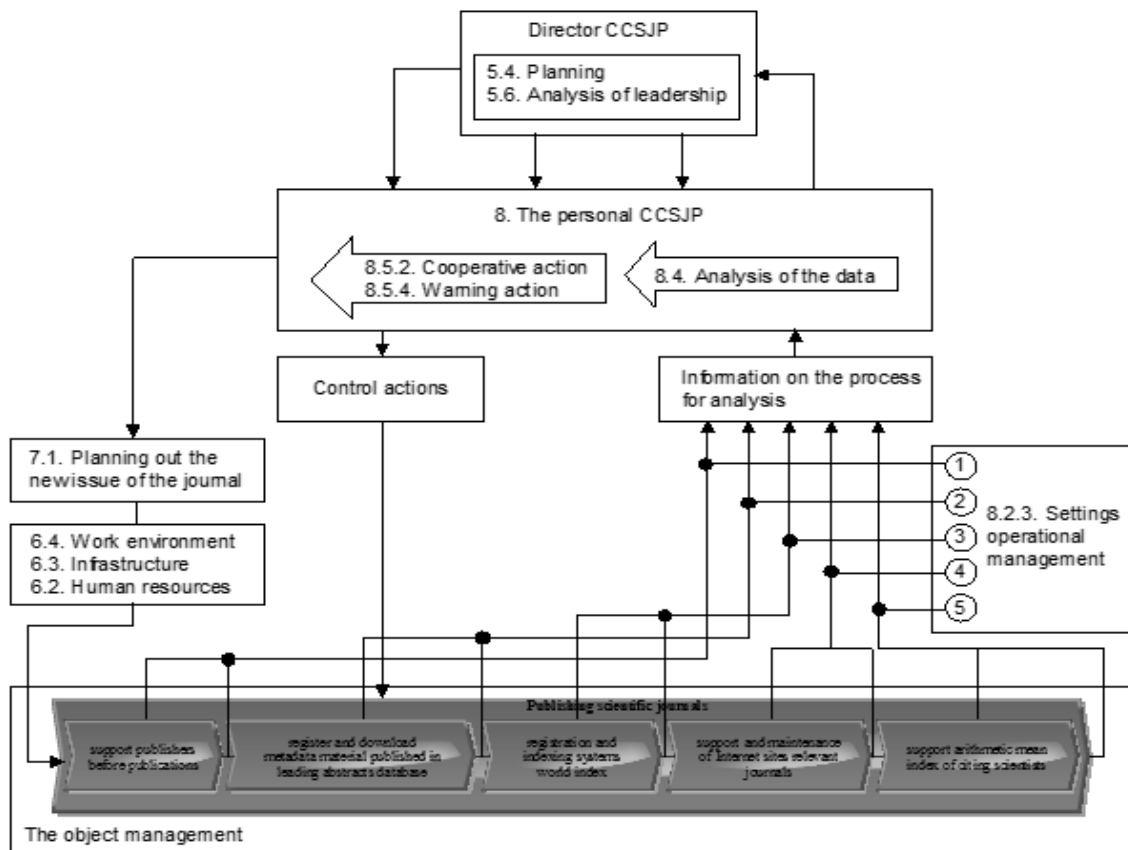 Director CCSJP
5.4. Planning
5.6. Analysis of leadership
8. The personal CCSJP
8.5.2. Cooperative action
8.5.4. Warning action
8.4. Analysis of the data
Control actions
Information on the process
for analysis
7.1. Planning out the
newissue of the journal
6.4. Work environment
6.3. Infrastructure
6.2. Human resources
1
2
3
4
5
8.2.3. Settings
operational
management
Publishing scientific journals
support publishers
before publications
register and download
metadata material published in
leading abstracts database
registration and
indexing systems
world index
support and maintenance
of Internet sites relevant
journals
support arithmetic mean
index of citing scientists
The object management